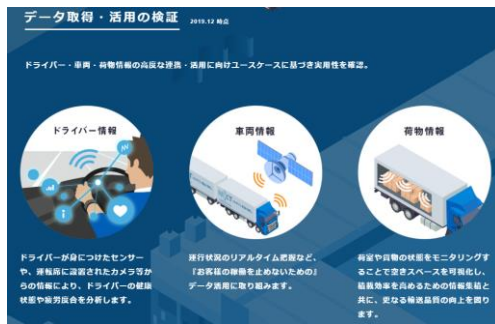 データ取得・活用の検証 2019.12 時点
ドライバー・車両・荷物情報の高度な連携・活用に向けユースケースに基づき実用性を確認。
ドライバー情報
車両情報
荷物情報
ドライバーが身につけたセンサー
や、運転席に設置されたカメラ等か
らの情報により、ドライバーの健康
状態や疲労度合を分析します。
運行状況のリアルタイム把握など、
『お客様の稼働を止めないための』
データ活用に取り組みます。
荷室や荷物の状態をモニタリングす
ることで空きスペースを可視化し、
積載効率を高めるための情報集積と
共に、更なる輸送品質の向上を図り
ます。